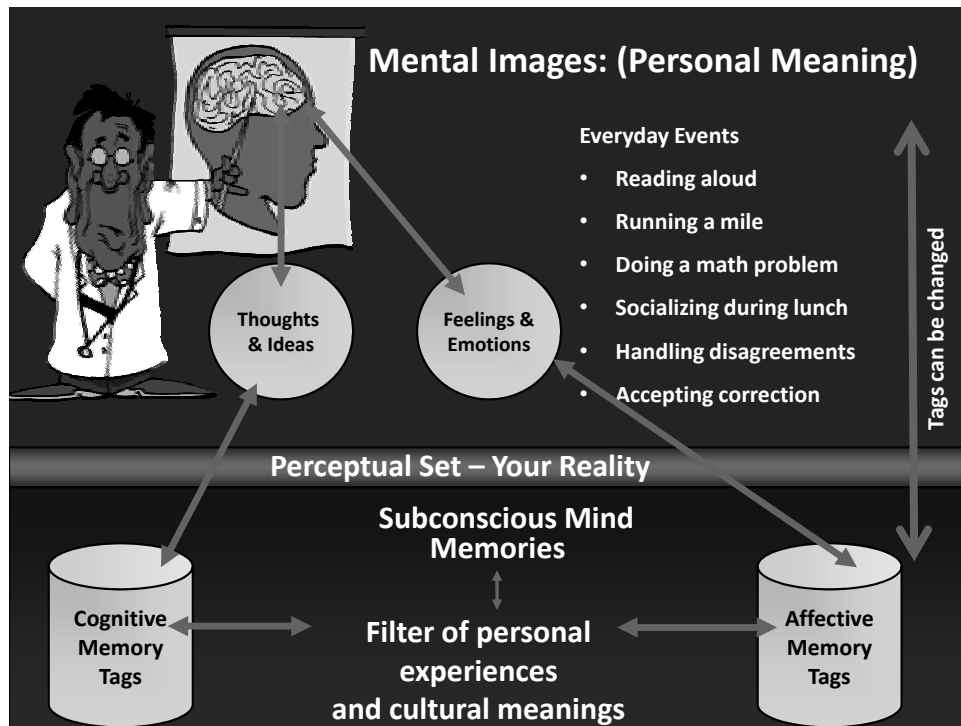 Mental Images: (Personal Meaning)
Everyday Events
• Reading aloud
• Running a mile
• Doing a math problem
• Socializing during lunch
• Handling disagreements
• Accepting correction
Tags can be changed
Thoughts
& Ideas
Feelings &
Emotions
Perceptual Set – Your Reality
Subconscious Mind
Memories
Cognitive
Memory
Tags
Filter of personal
experiences
and cultural meanings
Affective
Memory
Tags